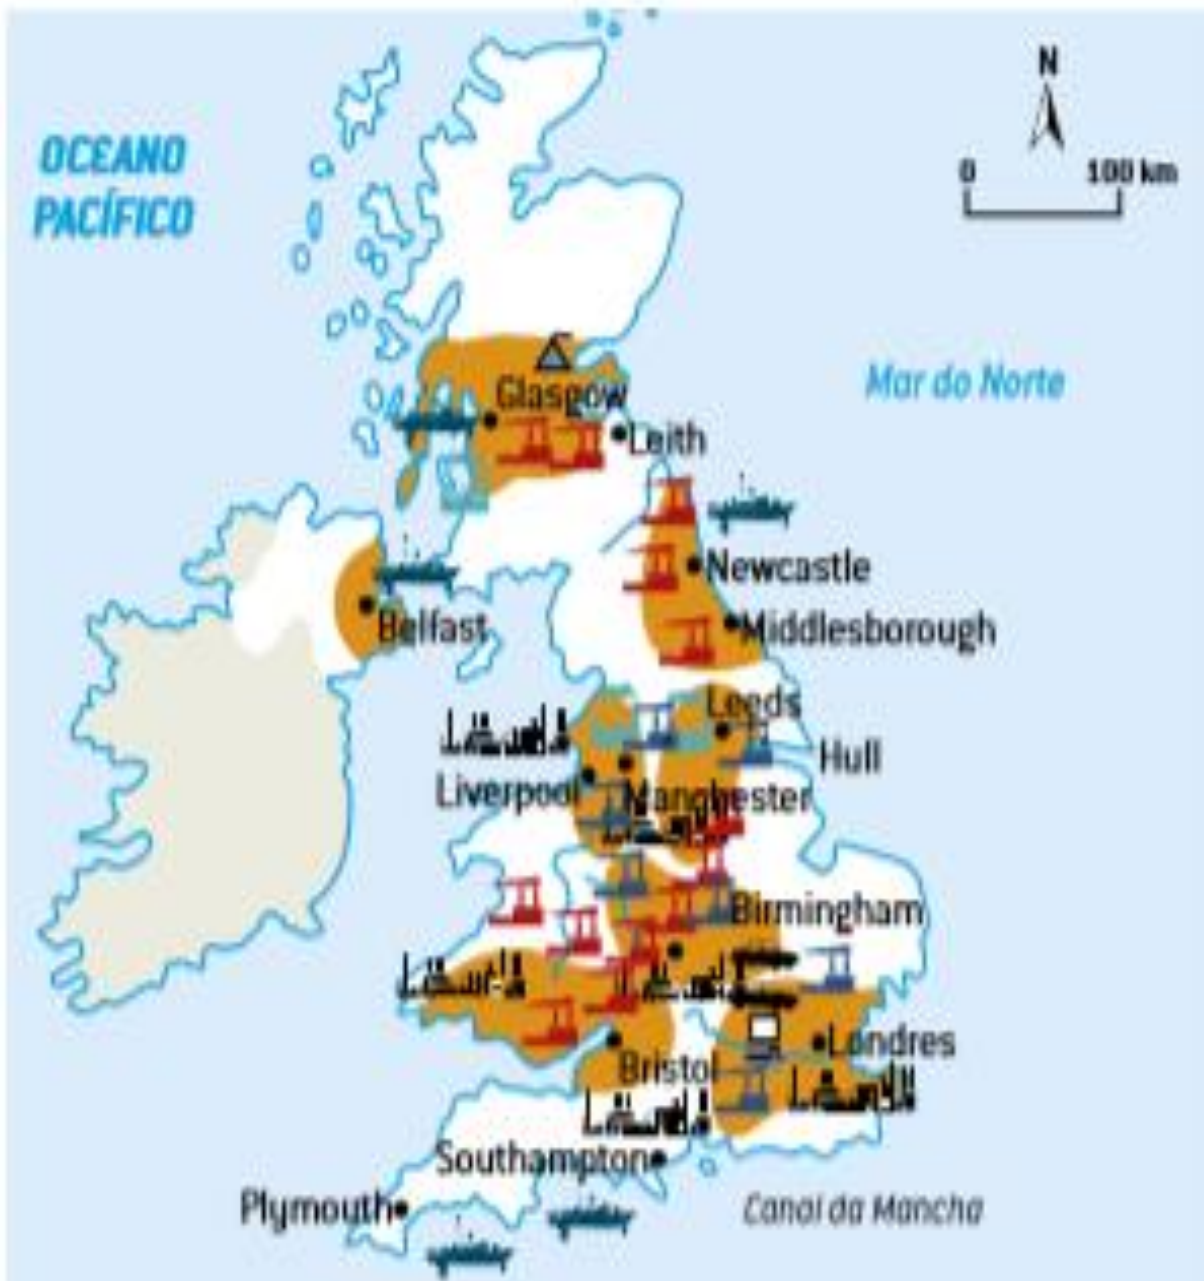 N
0 100 km
OCEANO
PACÍFICO
Mar do Norte
Glasgow
Leith
Newcastle
Belfast
Middlesborough
Leeds
Hull
Liverpool
Manchester
Birmingham
Londres
Bristol
Southampton
Plymouth
Canal da Mancha